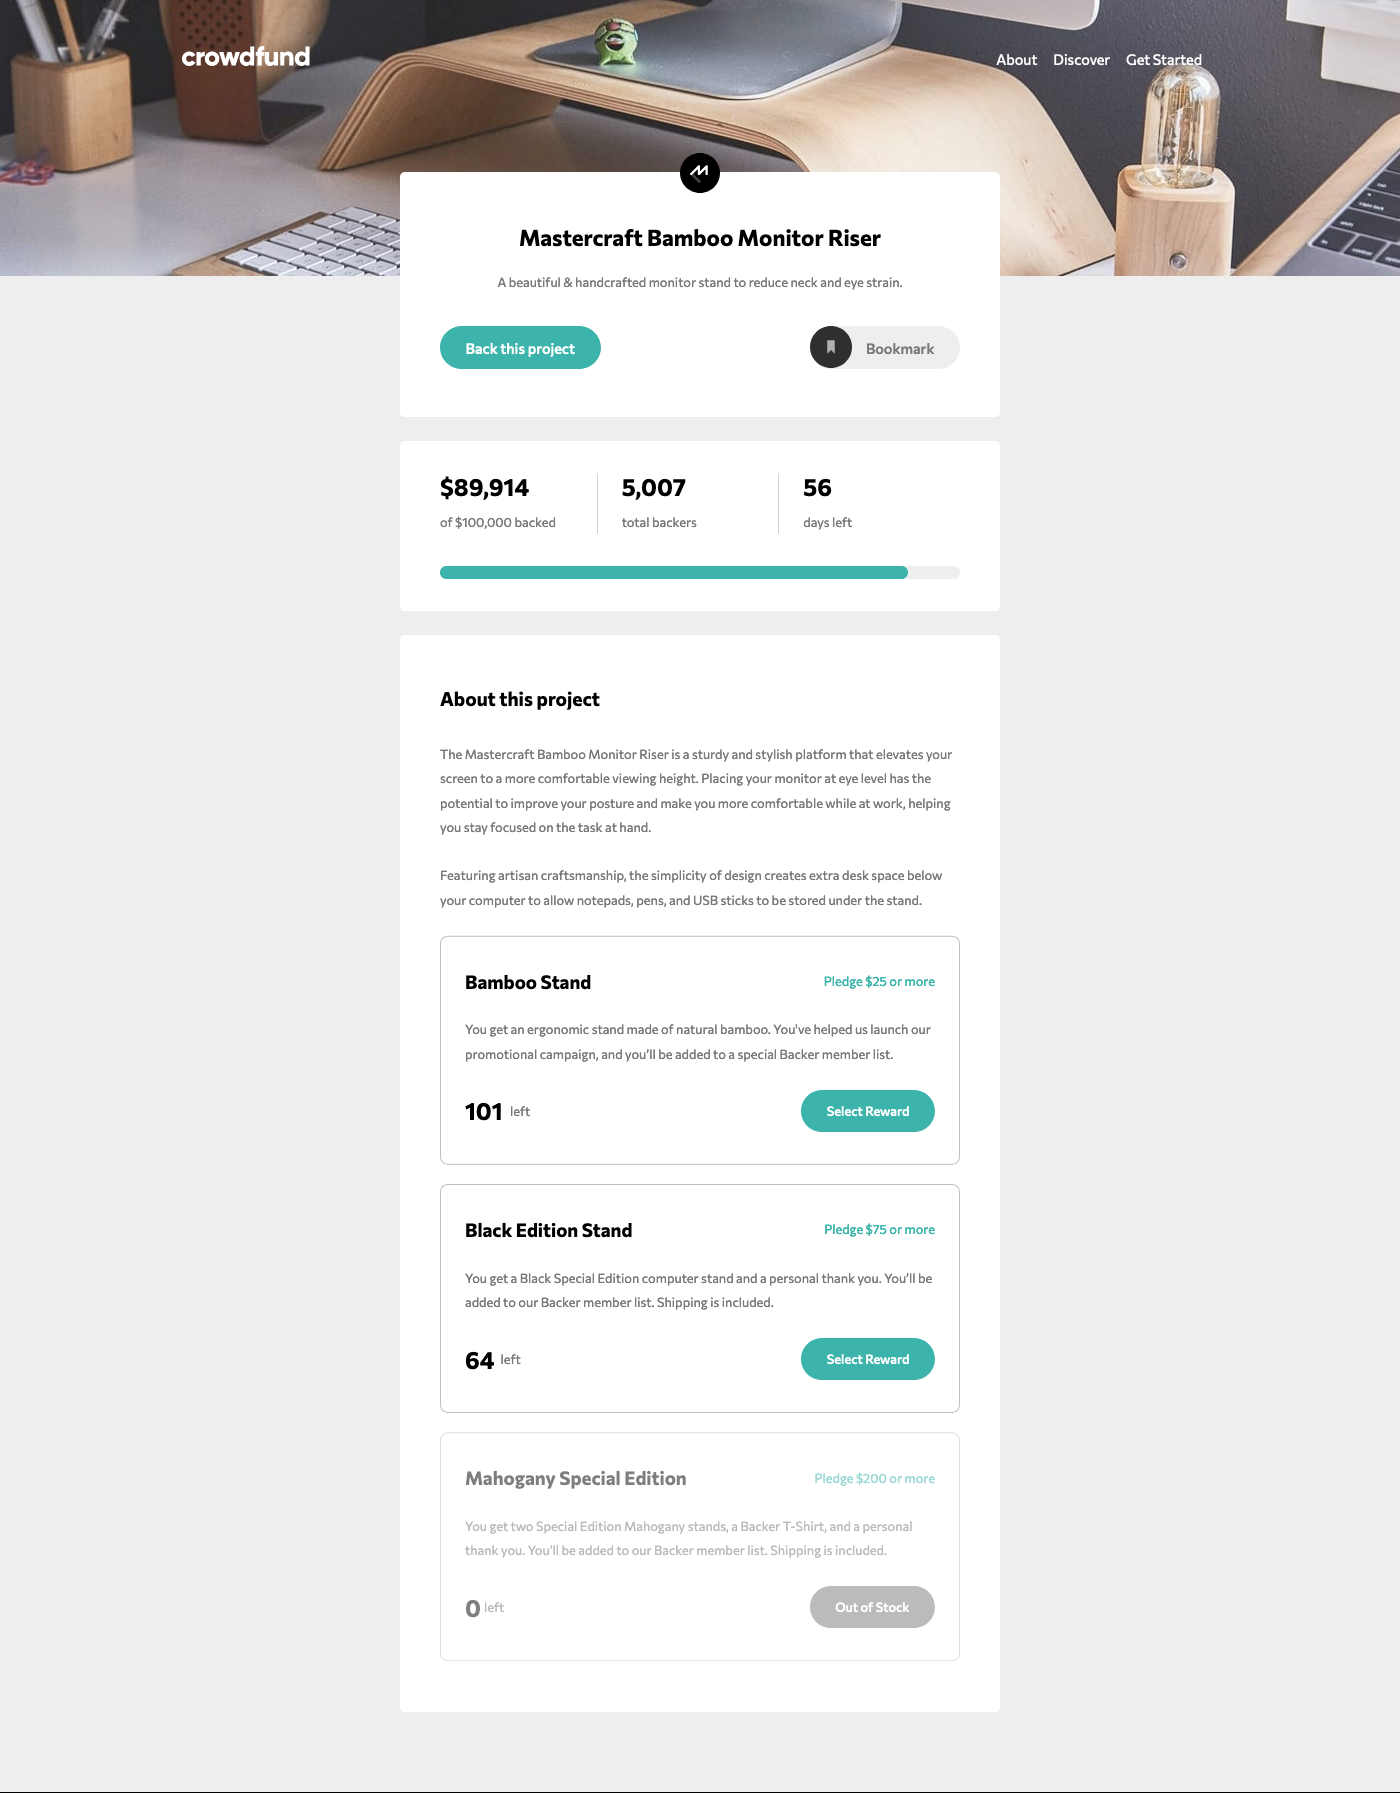 crowdfund
About Discover Get Started
Mastercraft Bamboo Monitor Riser
A beautiful & handcrafted monitor stand to reduce neck and eye strain.
Back this project
Bookmark
$89,914
of $100,000 backed
5,007
total backers
56
days left
About this project
The Mastercraft Bamboo Monitor Riser is a sturdy and stylish platform that elevates your
screen to a more comfortable viewing height. Placing your monitor at eye level has the
potential to improve your posture and make you more comfortable while at work, helping
you stay focused on the task at hand.
Featuring artisan craftsmanship, the simplicity of design creates extra desk space below
your computer to allow notepads, pens, and USB sticks to be stored under the stand.
Bamboo Stand
Pledge $25 or more
You get an ergonomic stand made of natural bamboo. You've helped us launch our
promotional campaign, and you’ll be added to a special Backer member list.
101 left
Select Reward
Black Edition Stand
Pledge $75 or more
You get a Black Special Edition computer stand and a personal thank you. You’ll be
added to our Backer member list. Shipping is included.
64 left
Select Reward
Mahogany Special Edition
Pledge $200 or more
You get two Special Edition Mahogany stands, a Backer T-Shirt, and a personal
thank you. You’ll be added to our Backer member list. Shipping is included.
0 left
Out of Stock